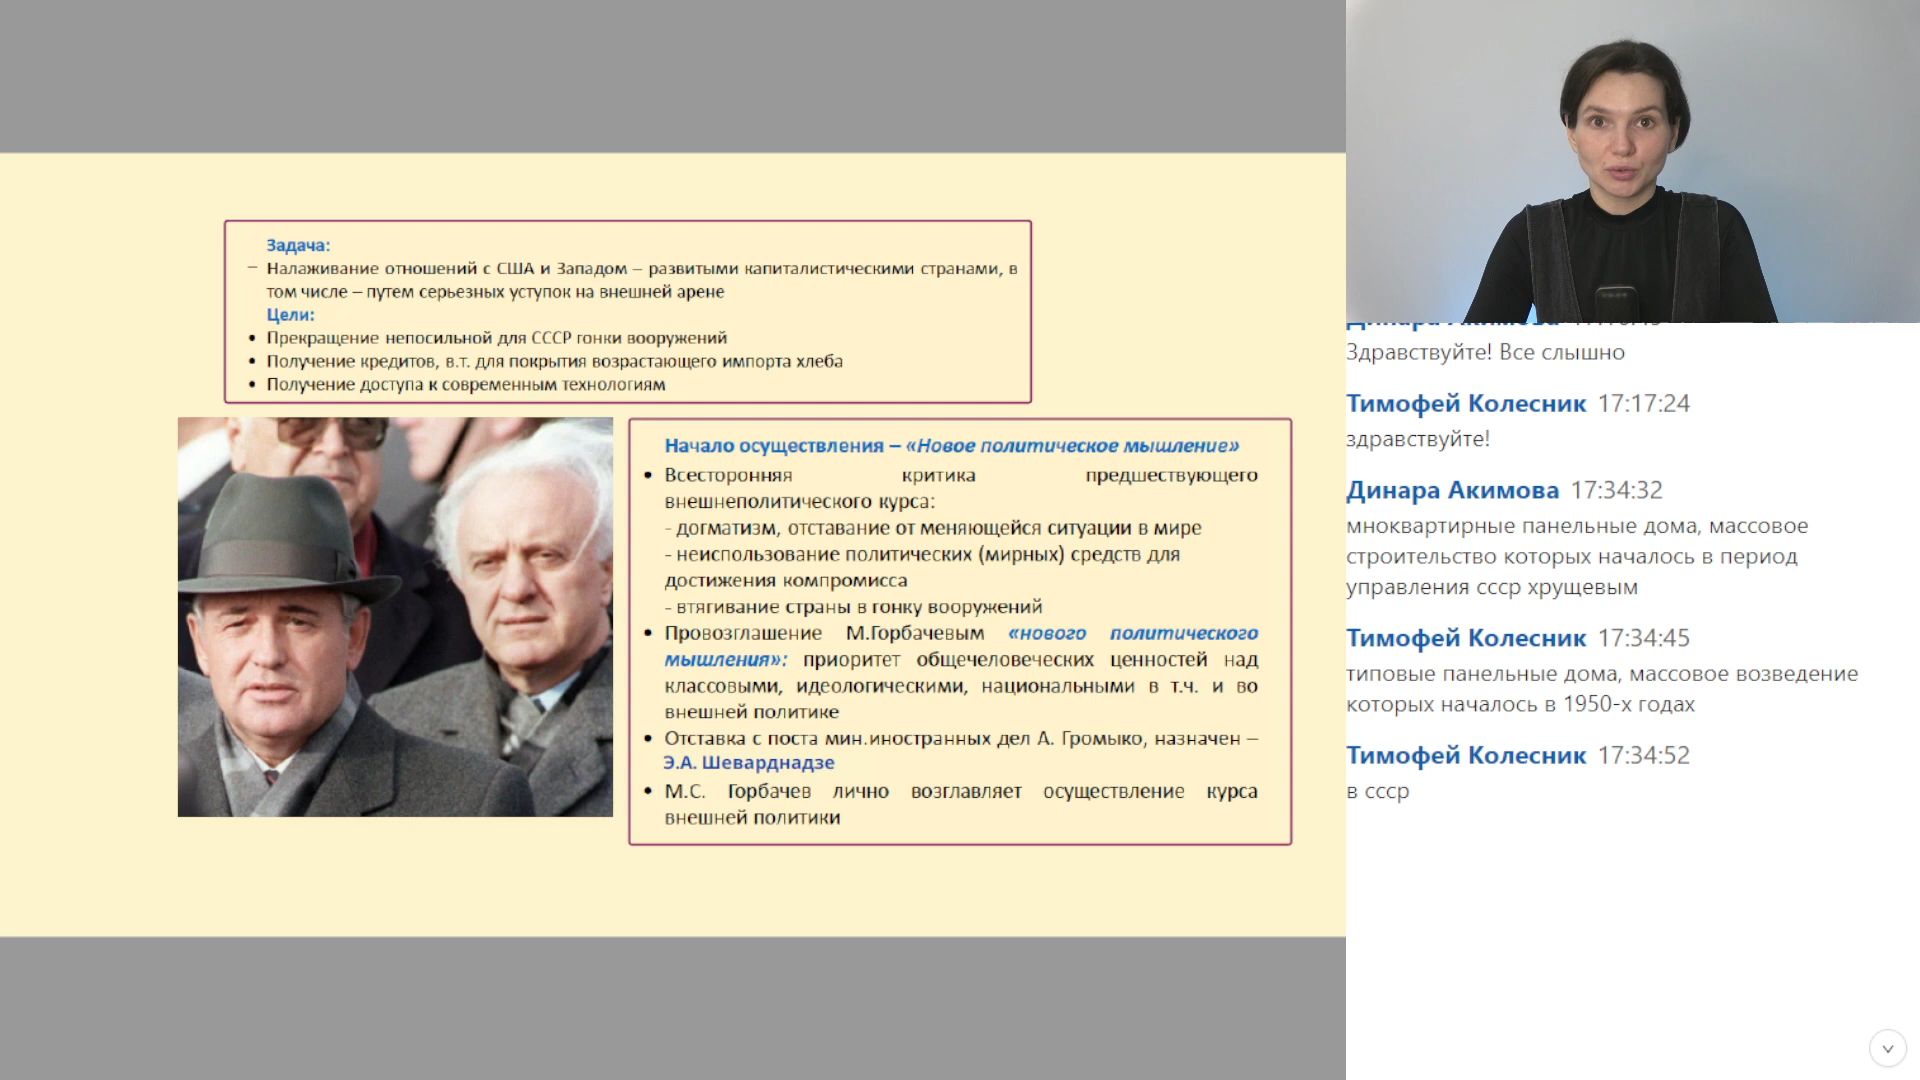 Задача:
– Налаживание отношений с США и Западом – развитыми капиталистическими странами, в
том числе – путем серьезных уступок на внешней арене
Цели:
• Прекращение непосильной для СССР гонки вооружений
• Получение кредитов, в.т. для покрытия возрастающего импорта хлеба
• Получение доступа к современным технологиям
Начало осуществления – «Новое политическое мышление»
• Всесторонняя критика предшествующего
внешнеполитического курса:
- догматизм, отставание от меняющейся ситуации в мире
- неиспользование политических (мирных) средств для
достижения компромисса
- втягивание страны в гонку вооружений
• Провозглашение М.Горбачевым «нового политического
мышления»: приоритет общечеловеческих ценностей над
классовыми, идеологическими, национальными в т.ч. и во
внешней политике
• Отставка с поста мин.иностранных дел А. Громыко, назначен –
Э.А. Шеварднадзе
• М.С. Горбачев лично возглавляет осуществление курса
внешней политики
Динара Акимова
Здравствуйте! Все слышно
Тимофей Колесник 17:17:24
здравствуйте!
Динара Акимова 17:34:32
мноквартирные панельные дома, массовое
строительство которых началось в период
управления ссср хрущевым
Тимофей Колесник 17:34:45
типовые панельные дома, массовое возведение
которых началось в 1950-х годах
Тимофей Колесник 17:34:52
в ссср